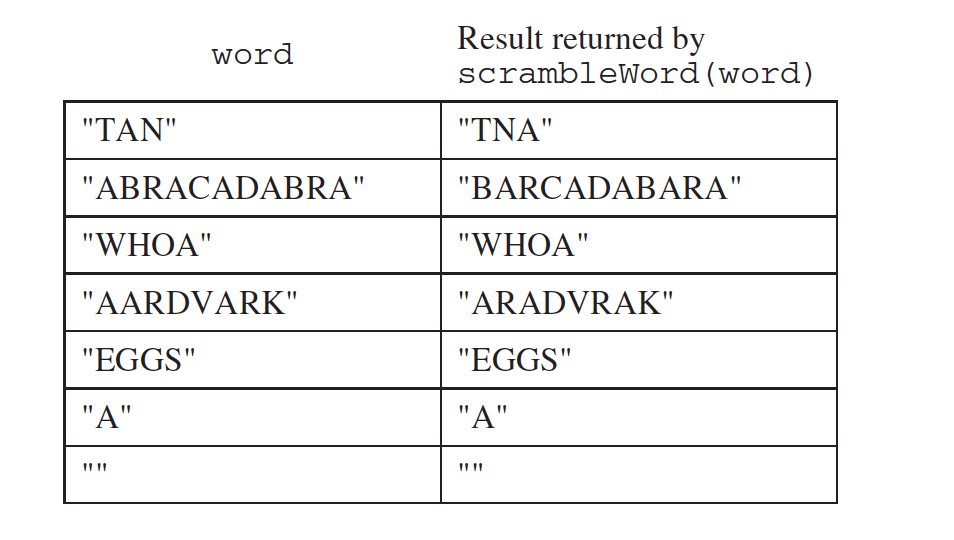 word
Result returned by
scrambleWord(word)
"TAN" "TNA"
"ABRACADABRA" "BARCADABARA"
"WHOA" "WHOA"
"AARDVARK" "ARADVRAK"
"EGGS" "EGGS"
"A" "A"
"" ""